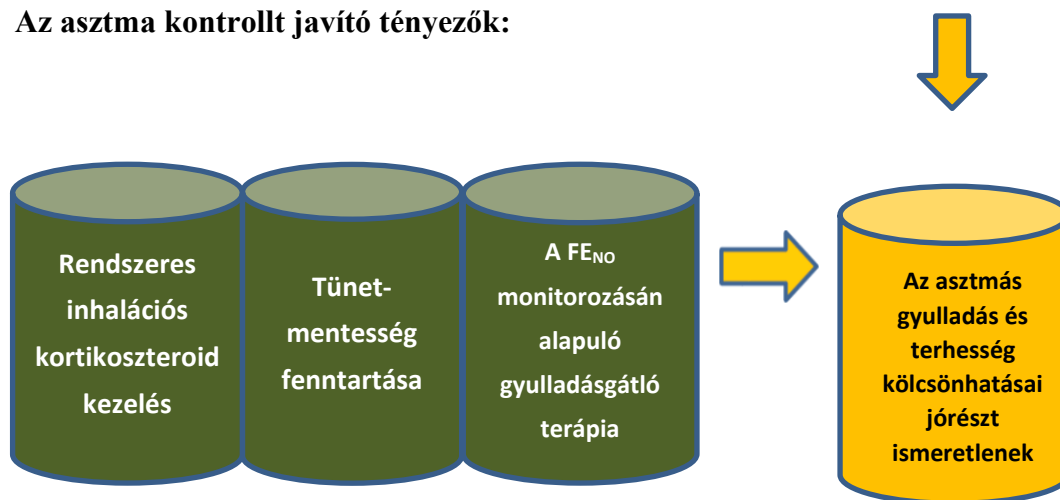 Az asztma kontrollt javító tényezők:
Rendszeres
inhalációs
kortikoszteroid
kezelés
Tünet-
mentesség
fenntartása
A FENO
monitorozásán
alapuló
gyulladásgátló
terápia
Az asztmás
gyulladás és
terhesség
kölcsönhatásai
jórészt
ismeretlenek